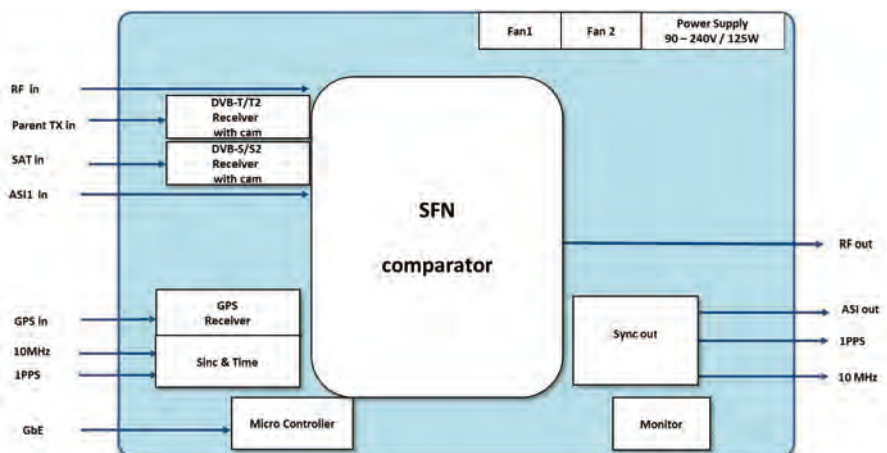 Fan1
Fan 2
Power Supply
90 – 240V / 125W
RF in
Parent TX in
SAT in
ASI1 in
DVB-T/T2
Receiver
with cam
DVB-S/S2
Receiver
with cam
SFN
comparator
RF out
GPS in
10MHz
1PPS
GPS
Receiver
Sinc & Time
Sync out
ASI out
1PPS
10 MHz
GbE
Micro Controller
Monitor